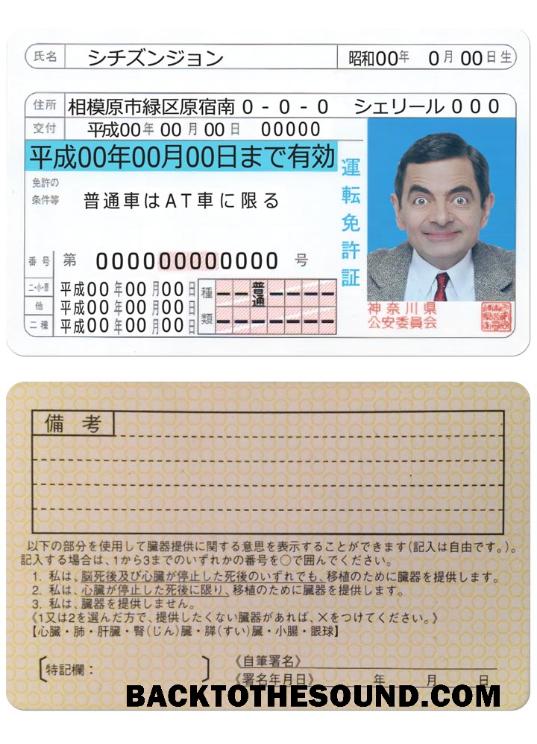 氏名 シチズンジョン 昭和00年 0月00日生
住所 相模原市緑区原宿南0-0-0 シェリール000
交付 平成00年00月00日 00000
平成00年00月00日まで有効
免許の
条件等
普通車はAT車に限る
運転免許証
番号 第 000000000000 号
二・小・原 平成00年00月00日
他 平成00年00月00日
二種 平成00年00月00日
種類
普通
神奈川県
公安委員会
備考
以下の部分を使用して臓器提供に関する意思を表示することができます(記入は自由です。)。
記入する場合は、1から3までのいずれかの番号を○で囲んでください。
1. 私は、脳死後及び心臓が停止した死後のいずれでも、移植のために臓器を提供します。
2. 私は、心臓が停止した死後に限り、移植のために臓器を提供します。
3. 私は、臓器を提供しません。
《1又は2を選んだ方で、提供したくない臓器があれば、×をつけてください。》
【心臓・肺・肝臓・腎(じん)臓・膵(すい)臓・小腸・眼球】
〔特記欄: 〕
《自筆署名》
《署名年月日》 年 月 日
BACKTOTHESOUND.COM